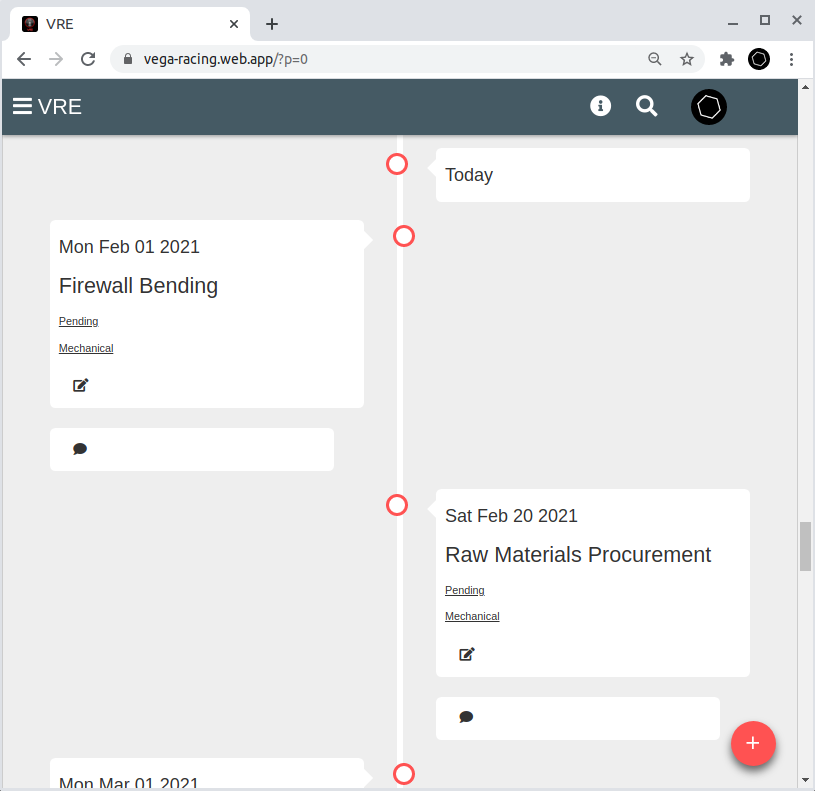 VRE
vega-racing.web.app/?p=0
VRE
Today
Mon Feb 01 2021
Firewall Bending
Pending
Mechanical
Sat Feb 20 2021
Raw Materials Procurement
Pending
Mechanical
Mon Mar 01 2021